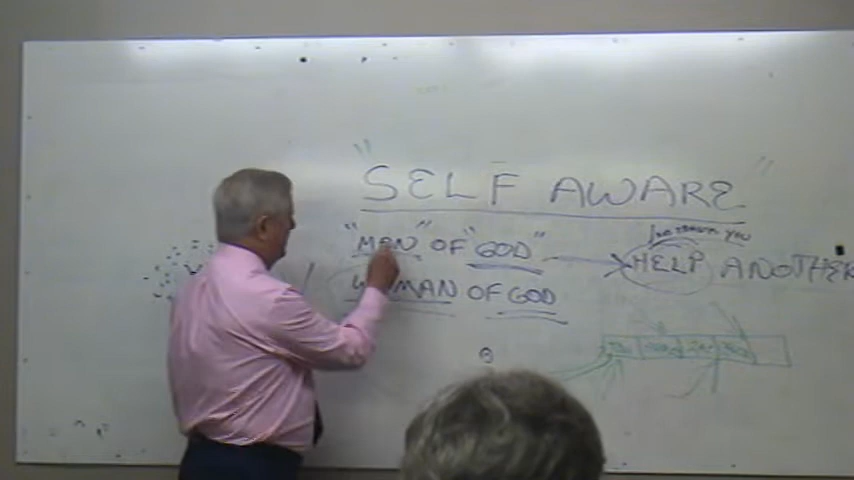 "SELF AWARE"
"MAN" OF "GOD"
HELP ANOTHER
WOMAN OF GOD